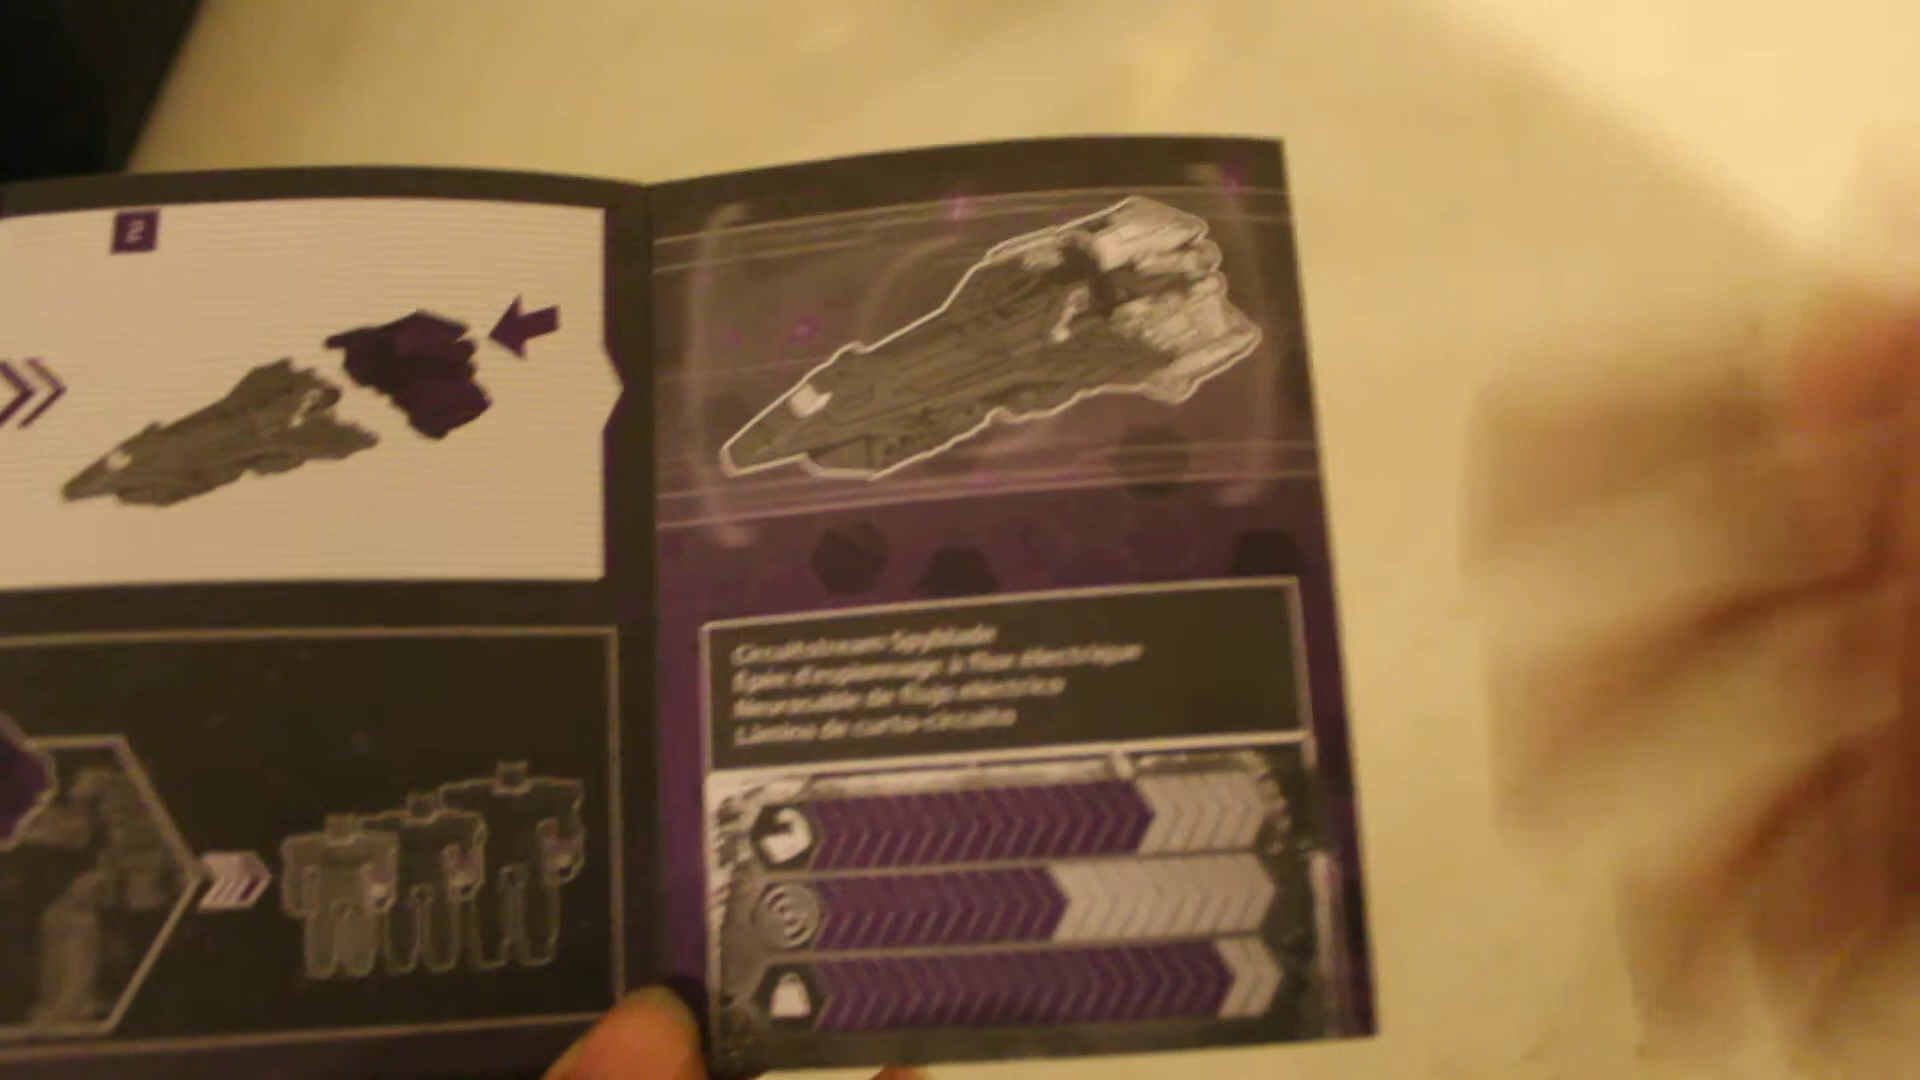 2
Circuitstream Spyblade
Épée d'espionnage à flux électrique
de flujo eléctrico
Lâmina de curto-circuito